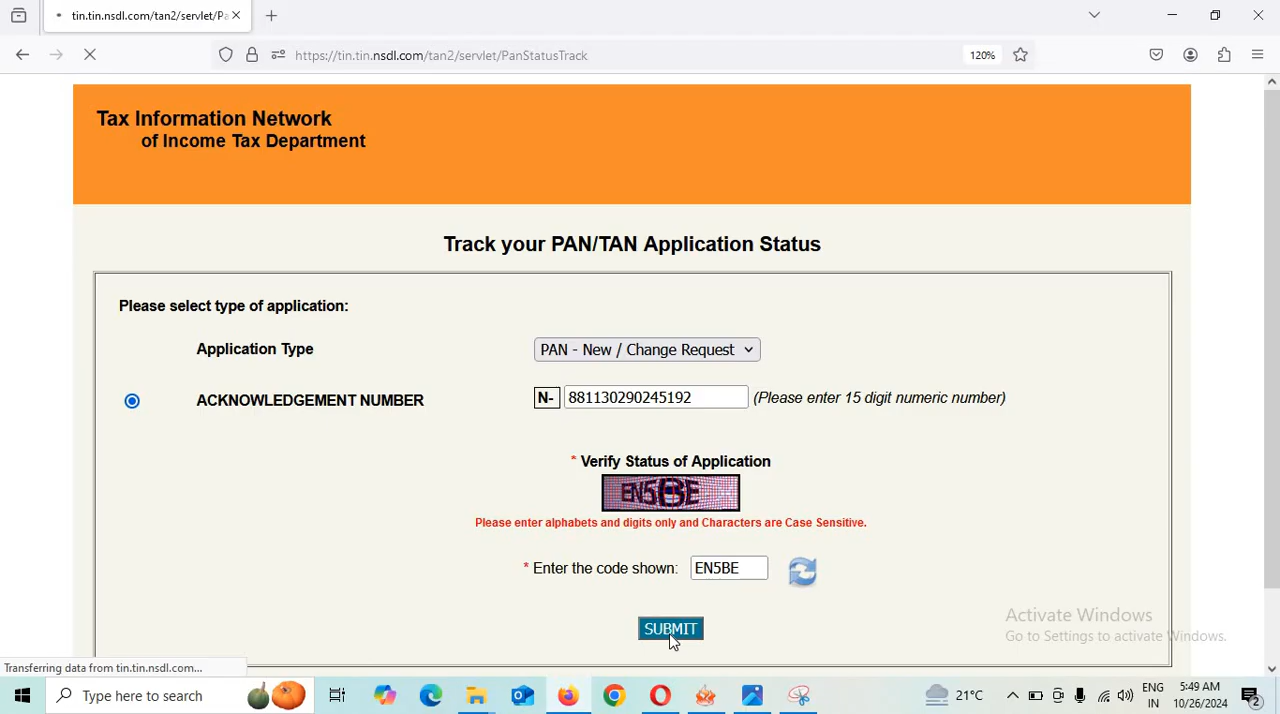 tin.tin.nsdl.com/tan2/servlet/Pa
https://tin.tin.nsdl.com/tan2/servlet/PanStatusTrack
120%
Tax Information Network
of Income Tax Department
Track your PAN/TAN Application Status
Please select type of application:
Application Type
PAN - New / Change Request
ACKNOWLEDGEMENT NUMBER
N-
881130290245192
(Please enter 15 digit numeric number)
* Verify Status of Application
EN5BE
Please enter alphabets and digits only and Characters are Case Sensitive.
* Enter the code shown:
EN5BE
SUBMIT
Activate Windows
Go to Settings to activate Windows.
Transferring data from tin.tin.nsdl.com...
Type here to search
21°C
ENG
IN
5:49 AM
10/26/2024
2